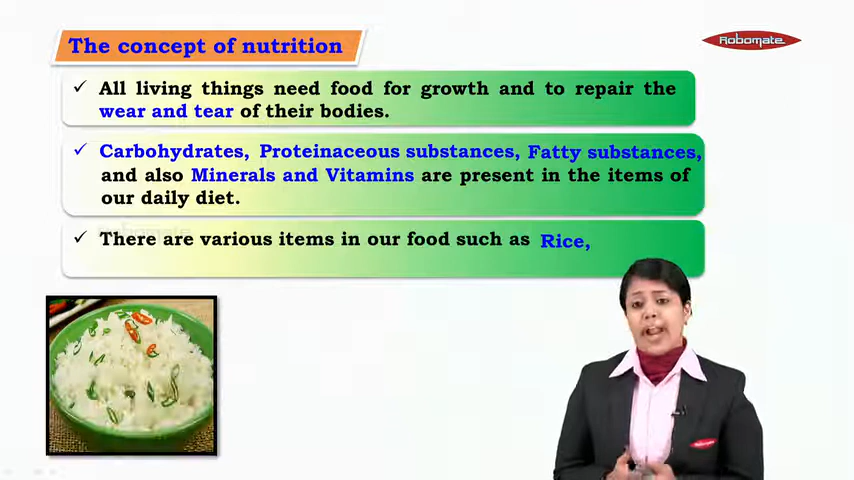 The concept of nutrition
Robomate
✓ All living things need food for growth and to repair the
wear and tear of their bodies.
✓ Carbohydrates, Proteinaceous substances, Fatty substances,
and also Minerals and Vitamins are present in the items of
our daily diet.
Robomate
✓ There are various items in our food such as Rice,